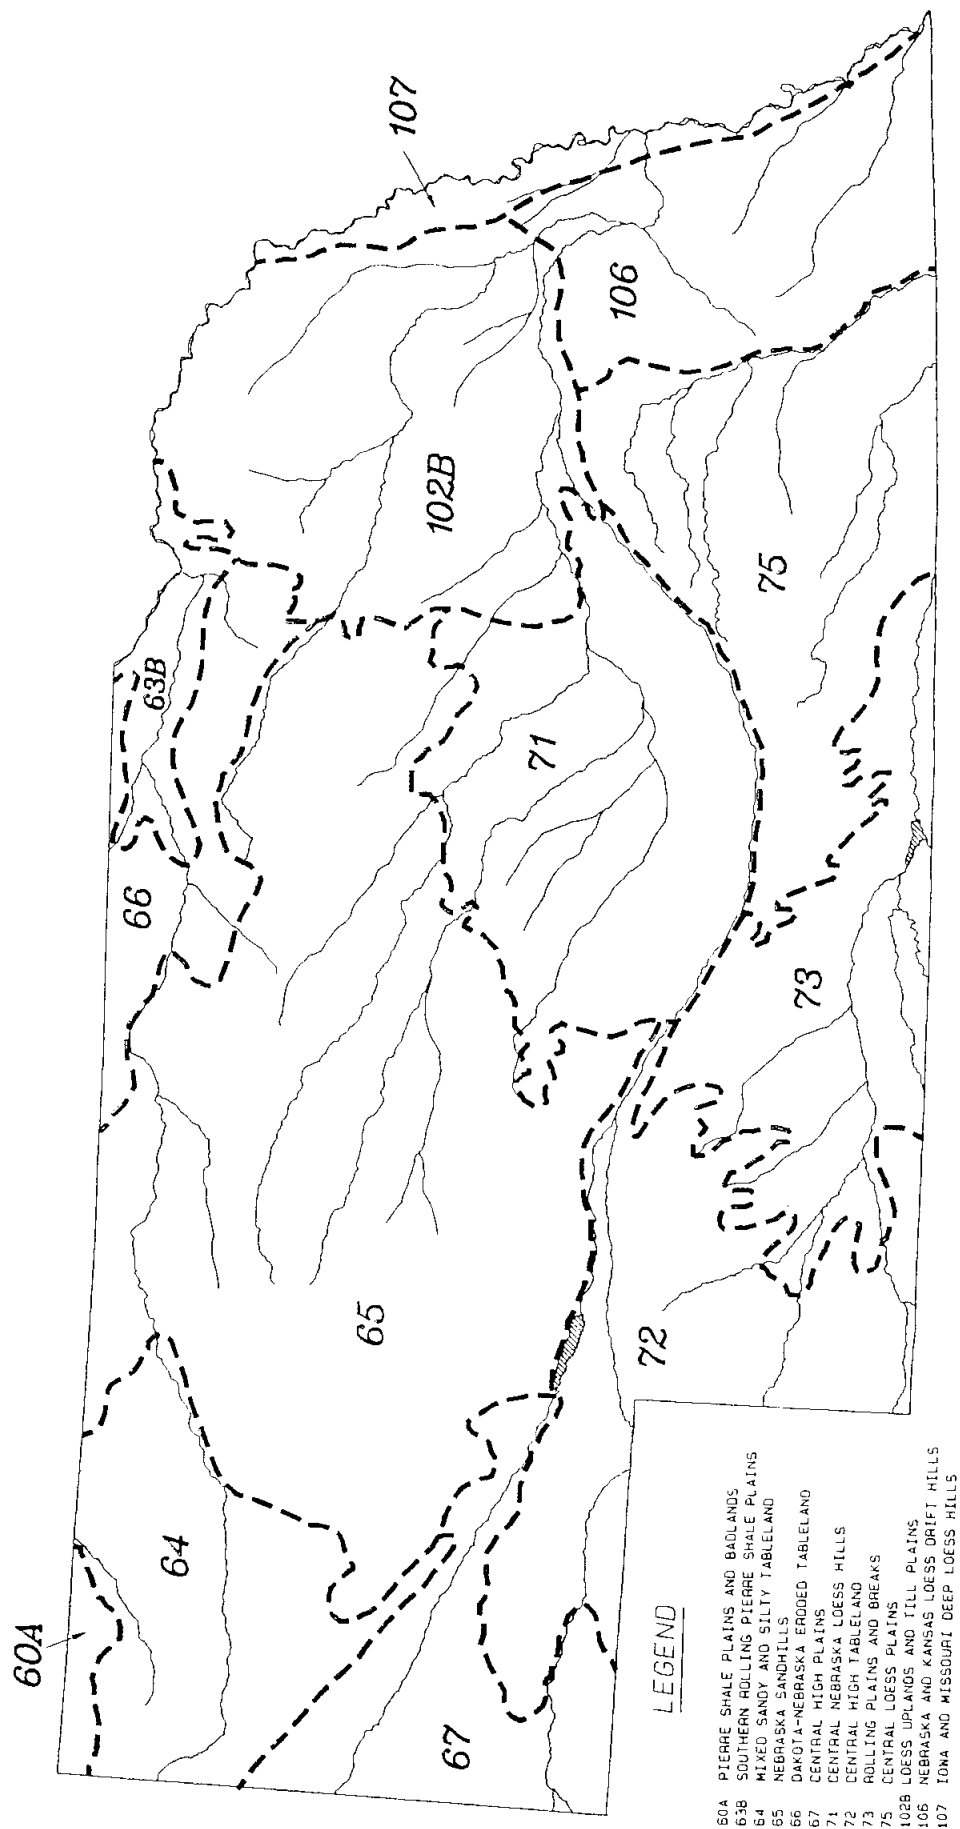 60A
64
67
65
66
63B
102B
107
71
106
72
73
75
LEGEND
60A PIERRE SHALE PLAINS AND BADLANDS
63B SOUTHERN ROLLING PIERRE SHALE PLAINS
64 MIXED SANDY AND SILTY TABLELAND
65 NEBRASKA SANDHILLS
66 DAKOTA-NEBRASKA ERODED TABLELAND
67 CENTRAL HIGH PLAINS
71 CENTRAL NEBRASKA LOESS HILLS
72 CENTRAL HIGH TABLELAND
73 ROLLING PLAINS AND BREAKS
75 CENTRAL LOESS PLAINS
102B LOESS UPLANDS AND TILL PLAINS
106 NEBRASKA AND KANSAS LOESS DRIFT HILLS
107 IOWA AND MISSOURI DEEP LOESS HILLS